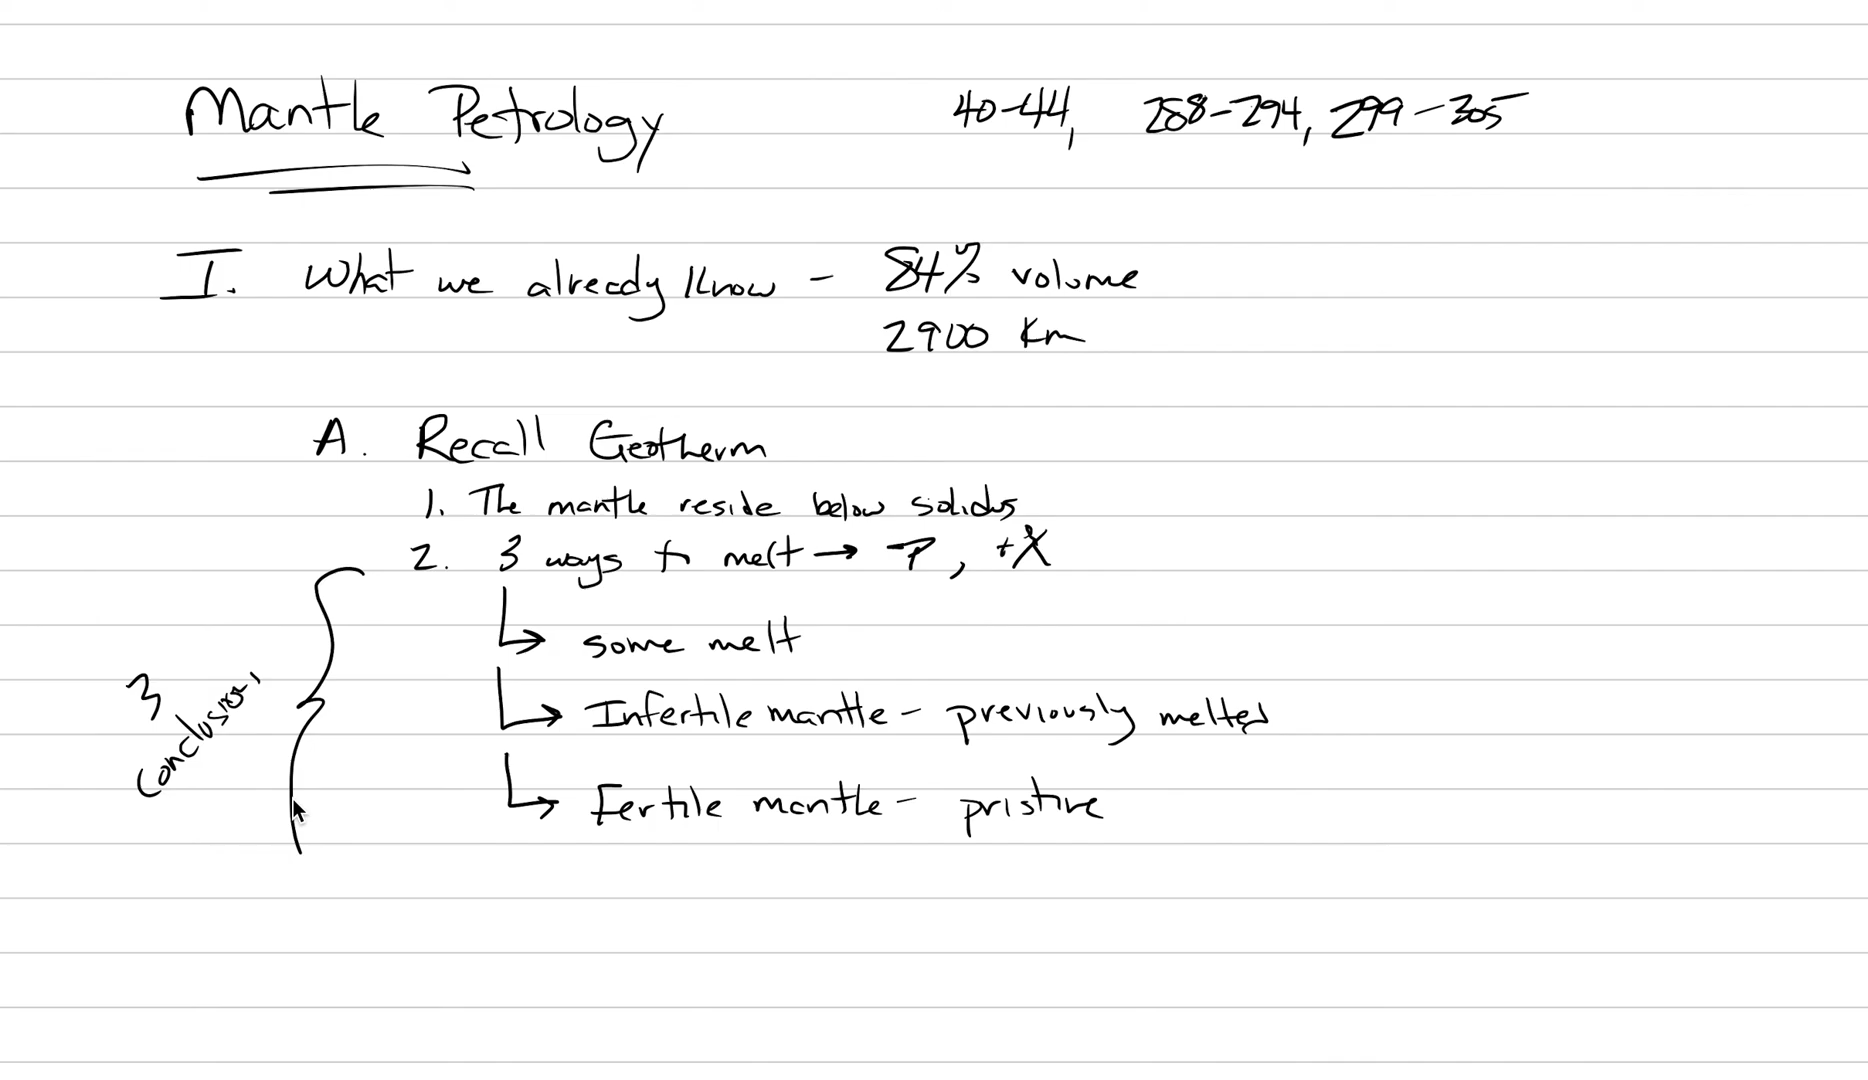 Mantle Petrology 40-44, 288-294, 299-305
I. What we already Know - 84% volume
2900 Km
A. Recall Geotherm
1. The mantle reside below solidus
2. 3 ways to melt → -P, +X
↳ some melt
↳ Infertile mantle - previously melted
↳ Fertile mantle - pristine
3
Conclusions